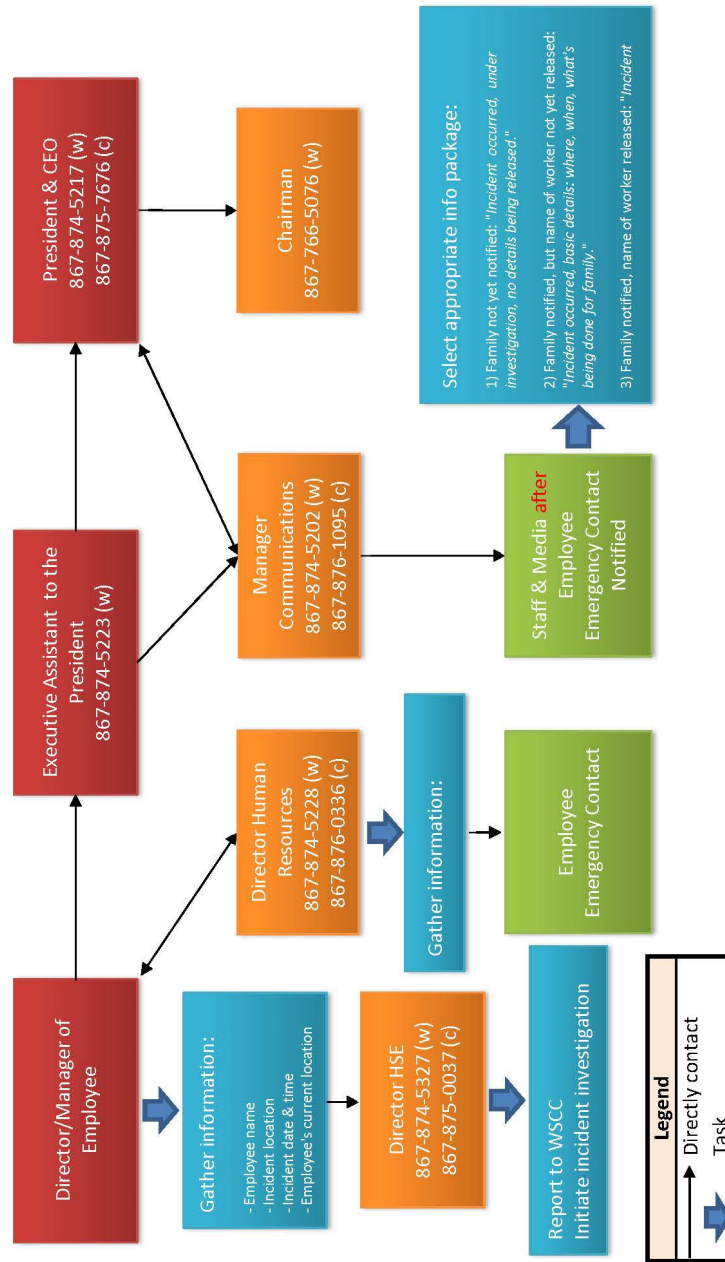 Director/Manager of
Employee
Executive Assistant to the
President
867-874-5223 (w)
President & CEO
867-874-5217 (w)
867-875-7676 (c)
Gather information:
- Employee name
- Incident location
- Incident date & time
- Employee's current location
Director Human
Resources
867-874-5228 (w)
867-876-0336 (c)
Manager
Communications
867-874-5202 (w)
867-876-1095 (c)
Chairman
867-766-5076 (w)
Director HSE
867-874-5327 (w)
867-875-0037 (c)
Gather information:
Report to WSCC
Initiate incident investigation
Employee
Emergency Contact
Staff & Media after
Employee
Emergency Contact
Notified
Select appropriate info package:
1) Family not yet notified: "Incident occurred, under
investigation, no details being released."
2) Family notified, but name of worker not yet released:
"Incident occurred, basic details: where, when, what's
being done for family."
3) Family notified, name of worker released: "Incident
Legend
Directly contact
Task